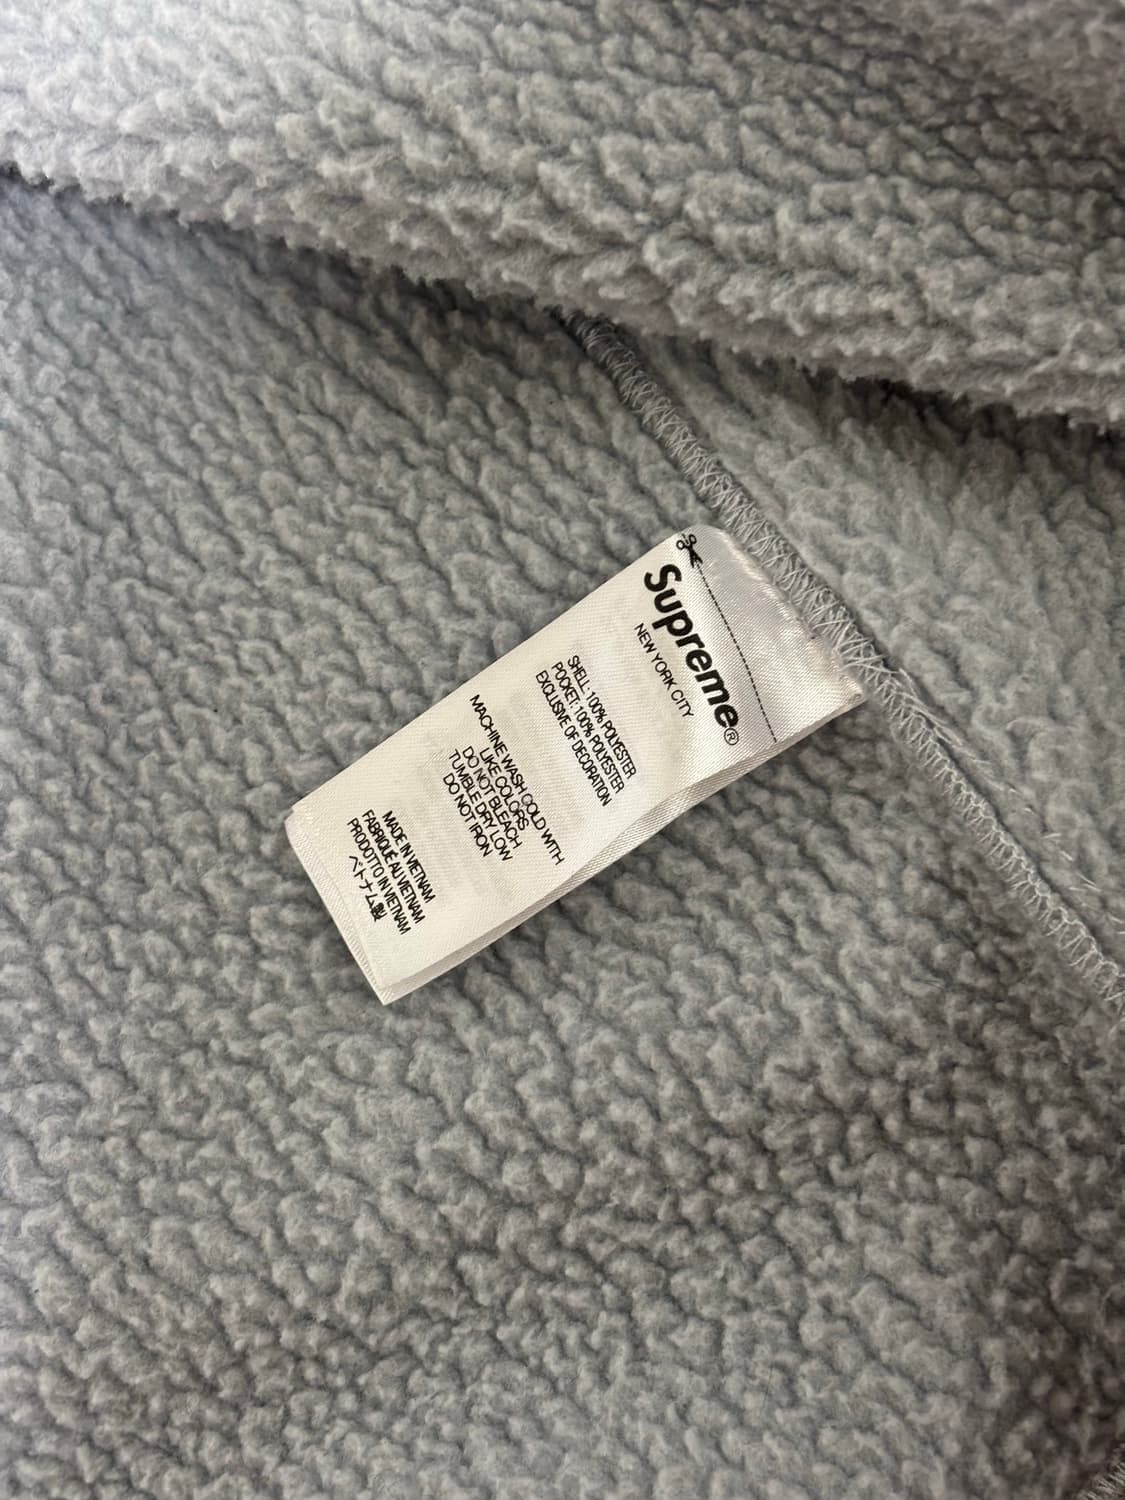 Supreme®
NEW YORK CITY
SHELL: 100% POLYESTER
POCKET: 100% POLYESTER
EXCLUSIVE OF DECORATION
MACHINE WASH COLD WITH
LIKE COLORS
DO NOT BLEACH
TUMBLE DRY LOW
DO NOT IRON
MADE IN VIETNAM
FABRIQUÉ AU VIETNAM
PRODOTTO IN VIETNAM
ベトナム製